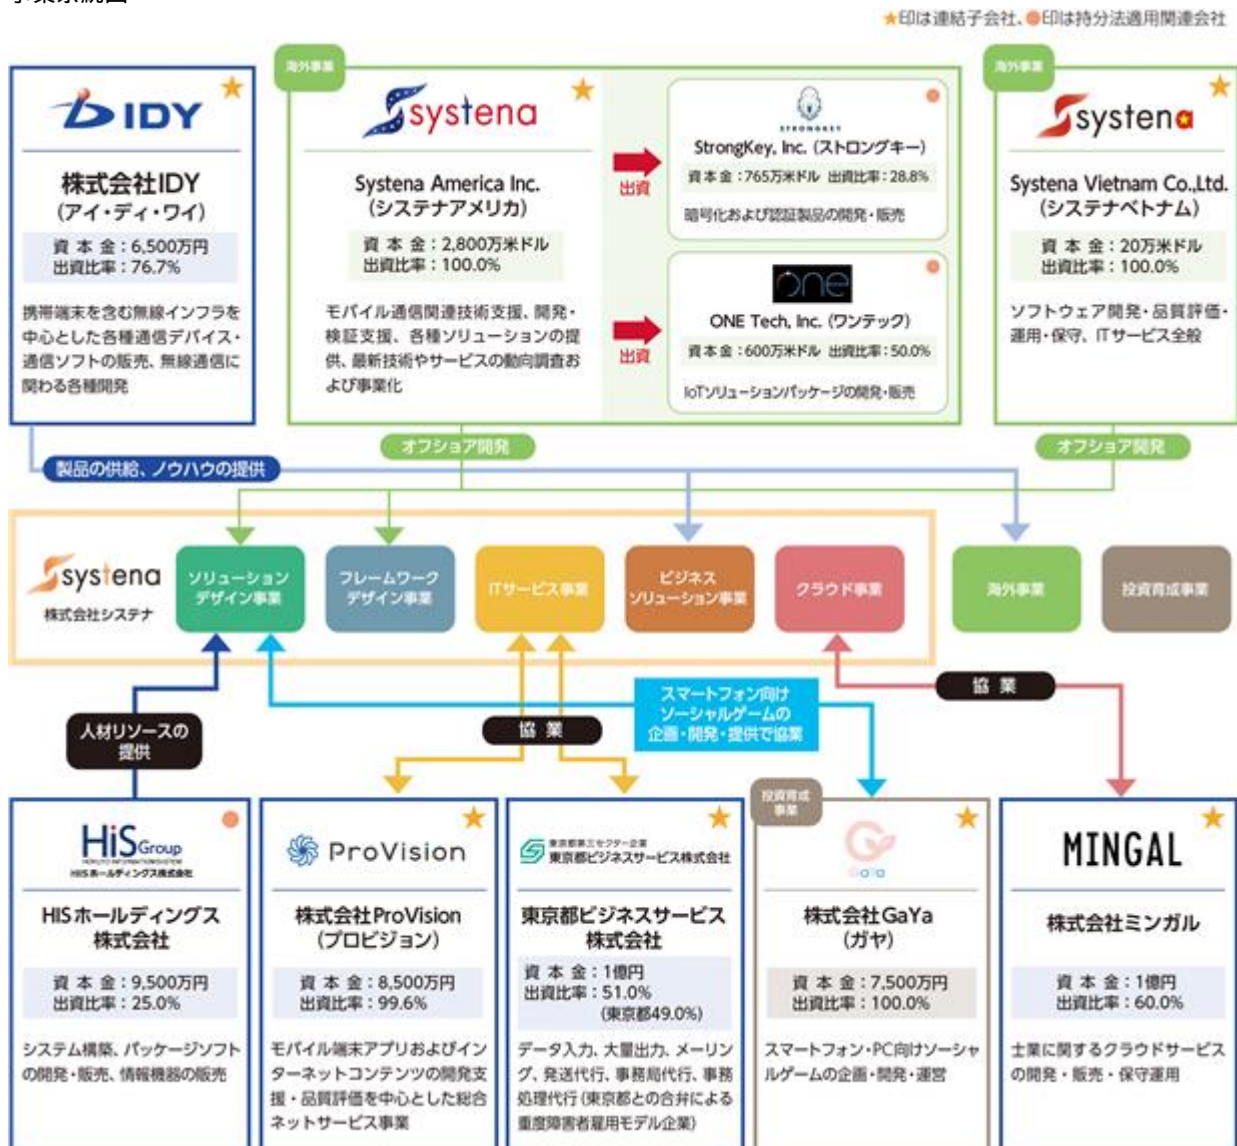 ★印は連結子会社、●印は持分法適用関連会社
IDY
株式会社IDY
(アイ・ディ・ワイ)
資本金：6,500万円
出資比率：76.7%
携帯端末を含む無線インフラを
中心とした各種通信デバイス・
通信ソフトの販売、無線通信に
関わる各種開発
海外事業
systena
Systena America Inc.
(システナアメリカ)
資本金：2,800万米ドル
出資比率：100.0%
モバイル通信関連技術支援、開発・
検証支援、各種ソリューションの提
供、最新技術やサービスの動向調査お
よび事業化
出資
STRONGKEY
StrongKey, Inc. (ストロングキー)
資本金：765万米ドル 出資比率：28.8%
暗号化および認証製品の開発・販売
出資
one
ONE Tech, Inc. (ワンテック)
資本金：600万米ドル 出資比率：50.0%
IoTソリューションパッケージの開発・販売
海外事業
systena
Systena Vietnam Co.,Ltd.
(システナベトナム)
資本金：20万米ドル
出資比率：100.0%
ソフトウェア開発・品質評価・
運用・保守、ITサービス全般
オフショア開発
オフショア開発
製品の供給、ノウハウの提供
systena
株式会社システナ
ソリューション
デザイン事業
フレームワーク
デザイン事業
ITサービス事業
ビジネス
ソリューション事業
クラウド事業
海外事業
投資育成事業
人材リソースの
提供
協業
スマートフォン向け
ソーシャルゲームの
企画・開発・提供で協業
協業
HiS Group
HISホールディングス株式会社
HISホールディングス
株式会社
資本金：9,500万円
出資比率：25.0%
システム構築、パッケージソフト
の開発・販売、情報機器の販売
ProVision
株式会社ProVision
(プロビジョン)
資本金：8,500万円
出資比率：99.6%
モバイル端末アプリおよびイン
ターネットコンテンツの開発支
援・品質評価を中心とした総合
ネットサービス事業
東京都第三セクター企業
東京都ビジネスサービス株式会社
東京都ビジネスサービス
株式会社
資本金：1億円
出資比率：51.0%
(東京都49.0%)
データ入力、大量出力、メーリン
グ、発送代行、事務局代行、事務
処理代行(東京都との合弁による
重度障害者雇用モデル企業)
投資育成
事業
GaYa
株式会社GaYa
(ガヤ)
資本金：7,500万円
出資比率：100.0%
スマートフォン・PC向けソーシャ
ルゲームの企画・開発・運営
MINGAL
株式会社ミンガル
資本金：1億円
出資比率：60.0%
士業に関するクラウドサービス
の開発・販売・保守運用